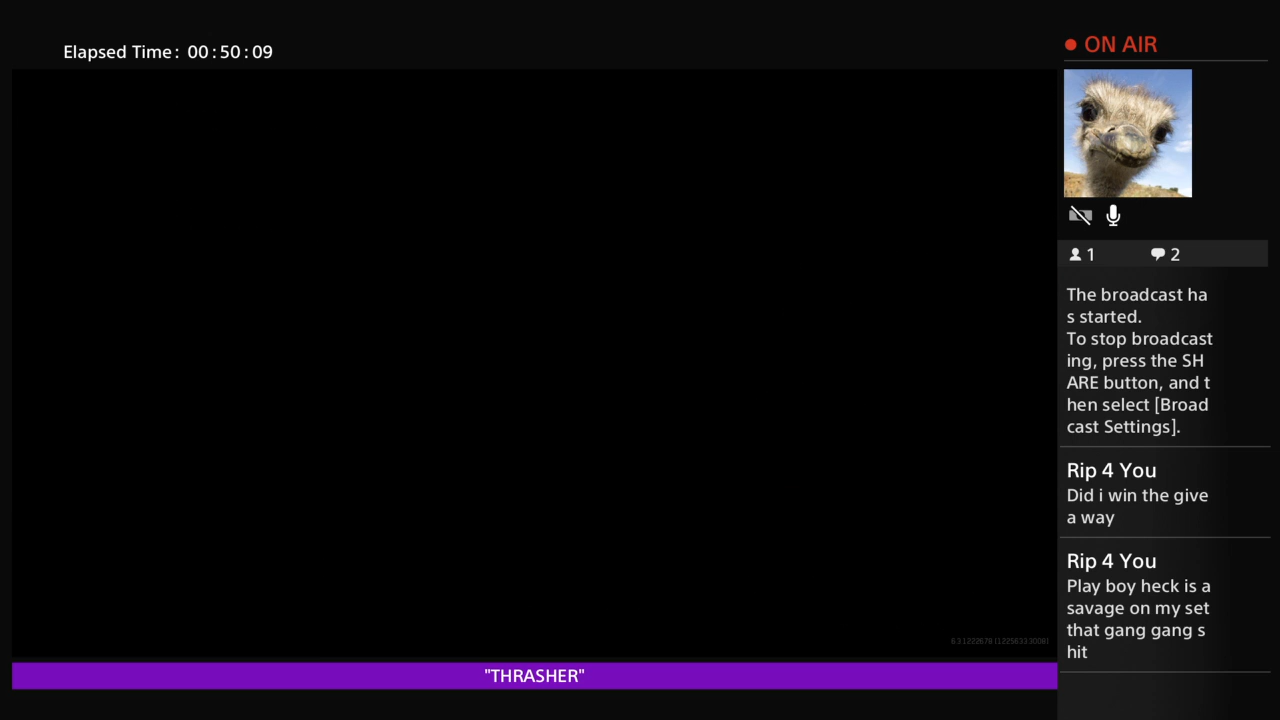 Elapsed Time: 00:50:09
ON AIR
1
2
The broadcast ha
s started.
To stop broadcast
ing, press the SH
ARE button, and t
hen select [Broad
cast Settings].
Rip 4 You
Did i win the give
a way
Rip 4 You
Play boy heck is a
savage on my set
that gang gang s
hit
"THRASHER"